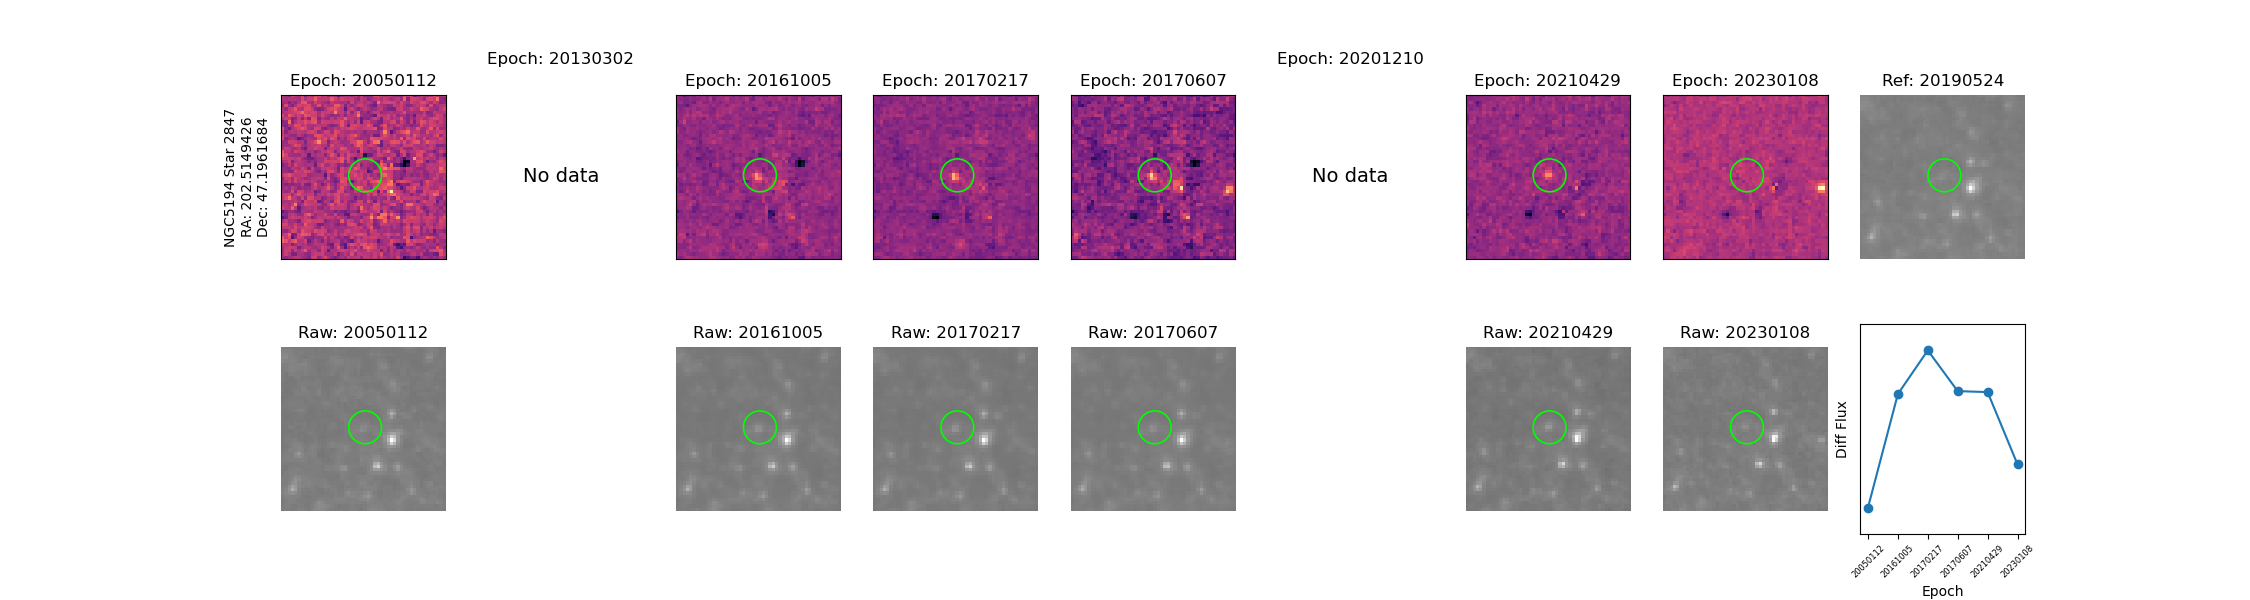 Epoch: 20130302
Epoch: 20201210
Epoch: 20050112
Epoch: 20161005
Epoch: 20170217
Epoch: 20170607
Epoch: 20210429
Epoch: 20230108
Ref: 20190524
NGC5194 Star 2847
RA: 202.5149426
Dec: 47.1961684
No data
No data
Raw: 20050112
Raw: 20161005
Raw: 20170217
Raw: 20170607
Raw: 20210429
Raw: 20230108
Diff Flux
20050112
20161005
20170217
20170607
20210429
20230108
Epoch